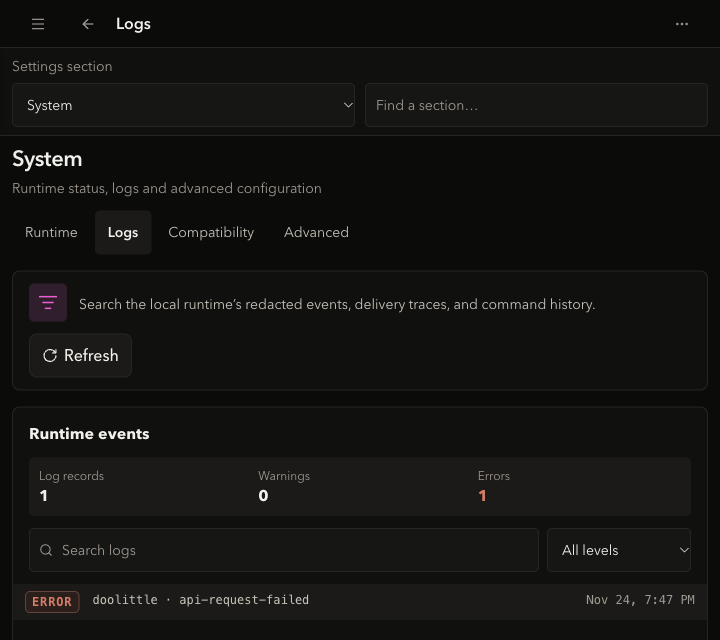 Logs
Settings section
System
Find a section…
System
Runtime status, logs and advanced configuration
Runtime
Logs
Compatibility
Advanced
Search the local runtime’s redacted events, delivery traces, and command history.
Refresh
Runtime events
Log records
1
Warnings
0
Errors
1
Search logs
All levels
ERROR
doolittle · api-request-failed
Nov 24, 7:47 PM